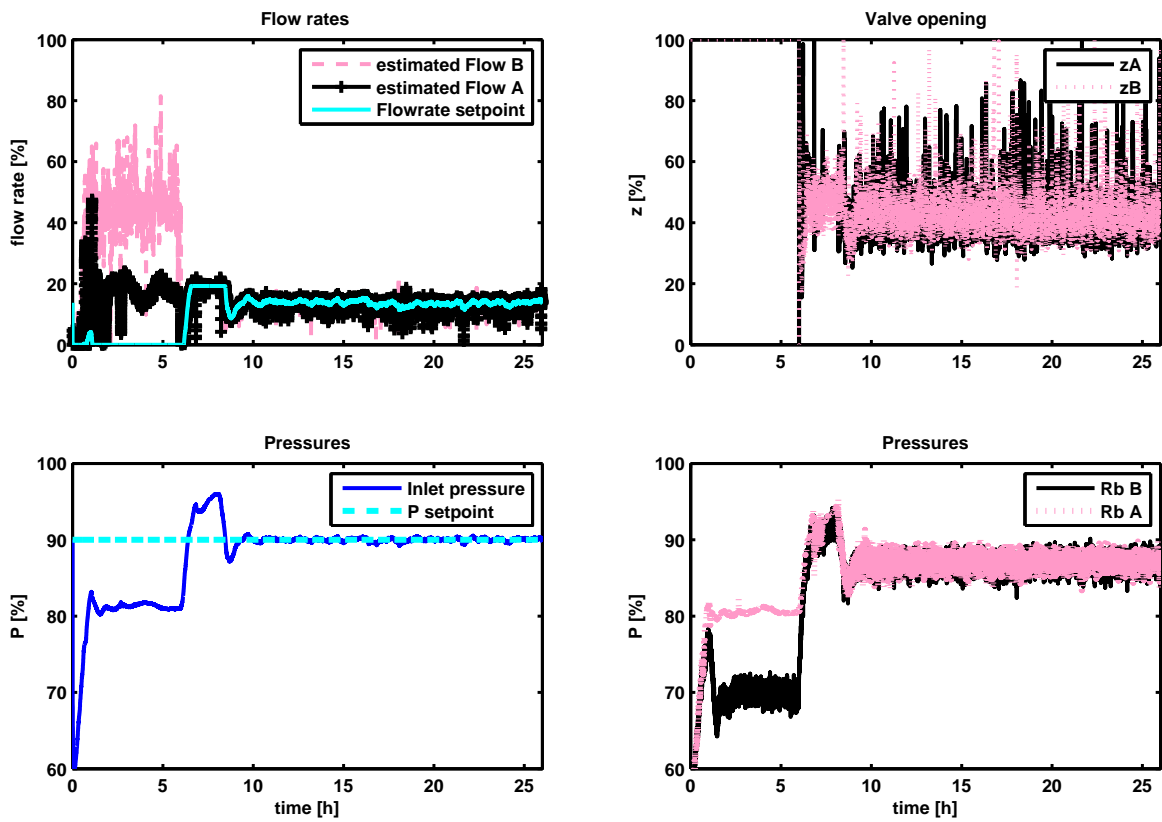 Flow rates
100
80
60
40
20
0
flow rate [%]
estimated Flow B
estimated Flow A
Flowrate setpoint
0 5 10 15 20 25
Valve opening
100
80
60
40
20
0
z [%]
zA
zB
0 5 10 15 20 25
Pressures
100
90
80
70
60
P [%]
Inlet pressure
P setpoint
0 5 10 15 20 25
time [h]
Pressures
100
90
80
70
60
P [%]
Rb B
Rb A
0 5 10 15 20 25
time [h]